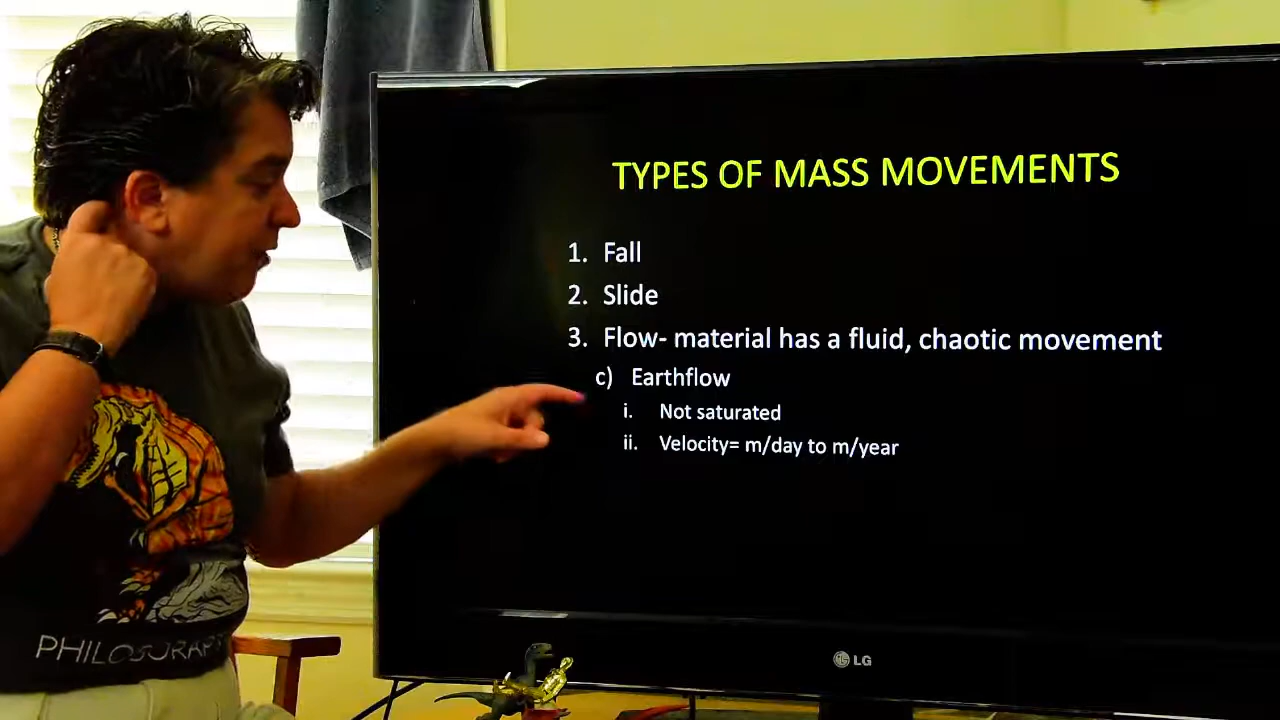 TYPES OF MASS MOVEMENTS
1. Fall
2. Slide
3. Flow- material has a fluid, chaotic movement
c) Earthflow
i. Not saturated
ii. Velocity= m/day to m/year
PHILOSORAPT
LG